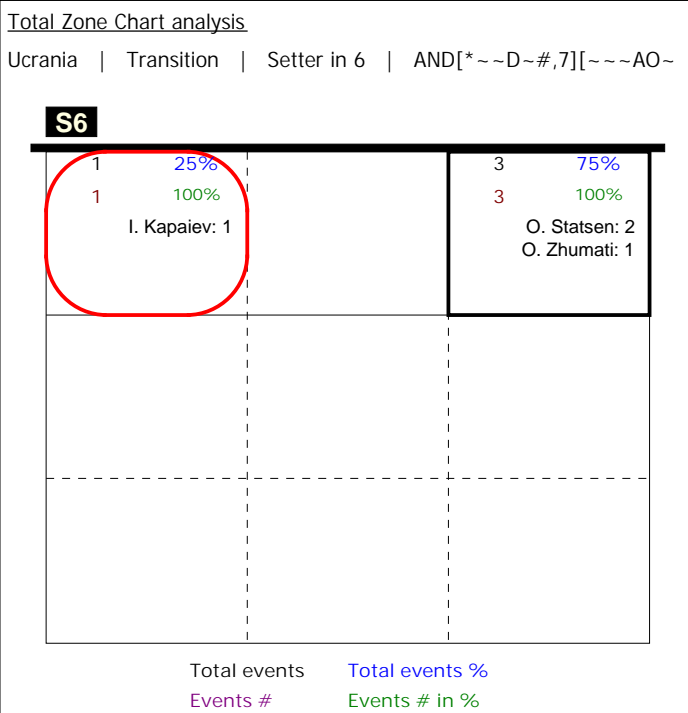 Total Zone Chart analysis
Ucrania | Transition | Setter in 6 | AND[*~~D~#,7][~~~AO~
S6
1 25% 3 75%
1 100% 3 100%
I. Kapaiev: 1 O. Statsen: 2
O. Zhumati: 1
Total events Total events %
Events # Events # in %